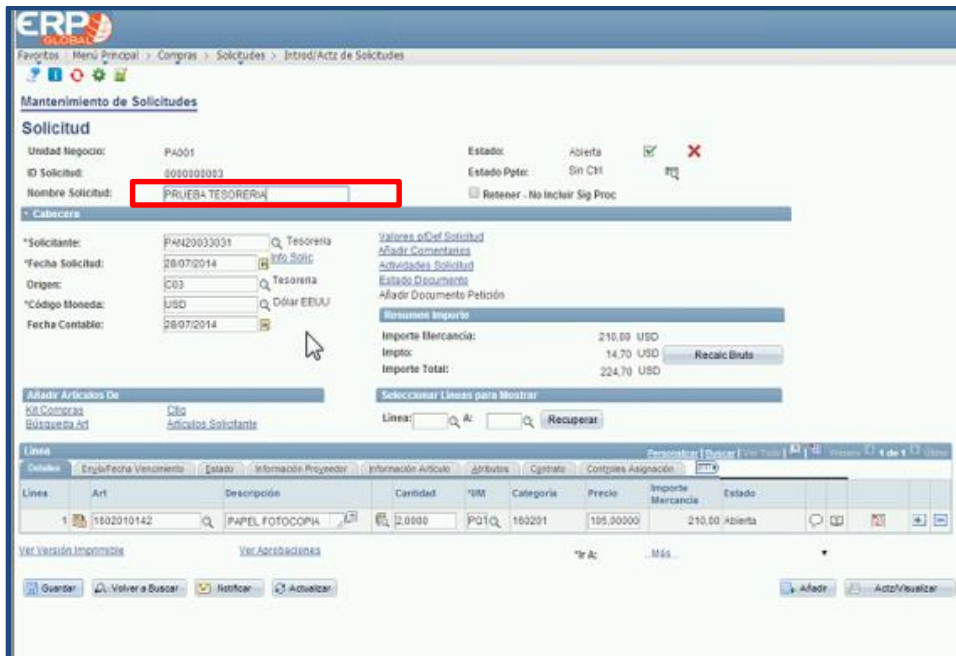 ERP
GLOBAL
Favoritos Menú Principal > Compras > Solicitudes > Introd/Actz de Solicitudes
Mantenimiento de Solicitudes
Solicitud
Unidad Negocio: PA001 Estado: Abierta
ID Solicitud: 0000000003 Estado Ppto: Sin Ctrl
Nombre Solicitud: PRUEBA TESORERIA Retener - No Incluir Sig Proc
Cabecera
*Solicitante: PAN20033031 Tesoreria Valores p/Def Solicitud
*Fecha Solicitud: 28/07/2014 Info Solic Añadir Comentarios
Actividades Solicitud
Origen: C03 Tesoreria Estado Documento
*Código Moneda: USD Dólar EEUU Añadir Documento Petición
Fecha Contable: 28/07/2014 Resumen Importe
Importe Mercancía: 210,00 USD
Impto: 14,70 USD Recalc Bruto
Importe Total: 224,70 USD
Añadir Artículos De Seleccionar Líneas para Mostrar
Kit Compras Ctlg Línea: A: Recuperar
Búsqueda Art Artículos Solicitante
Línea Personalizar | Buscar | Ver Todo | 1 de 1
Detalles Envío/Fecha Vencimiento Estado Información Proveedor Información Artículo Atributos Contrato Controles Asignación
Línea Art Descripción Cantidad *UM Categoría Precio Importe Mercancía Estado
1 1602010142 PAPEL FOTOCOPIA 2,0000 PQT 160201 105,00000 210,00 Abierta
Ver Versión Imprimible Ver Aprobaciones *Ir A: ...Más...
Guardar Volver a Buscar Notificar Actualizar Añadir Actz/Visualizar